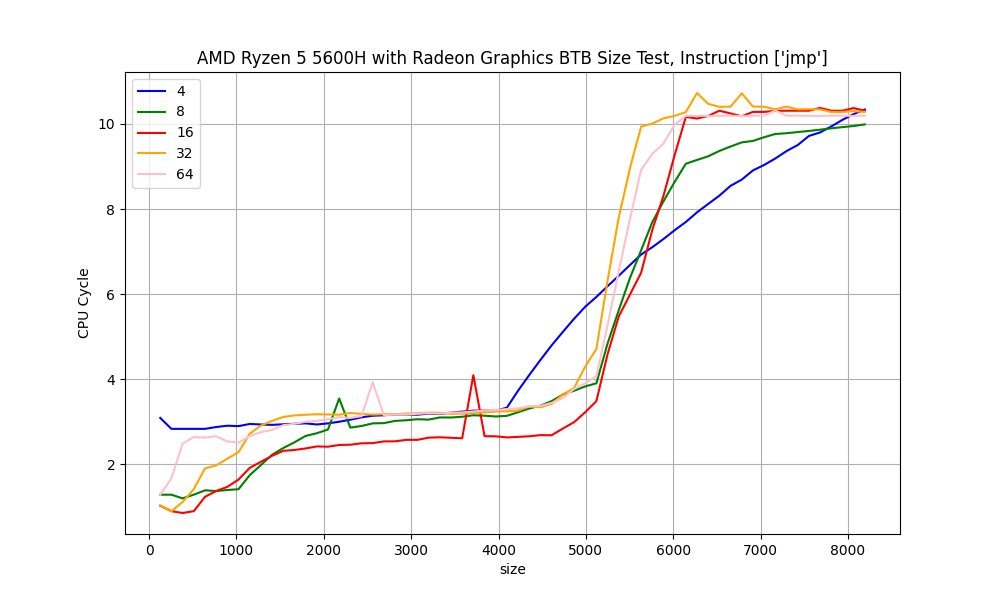 AMD Ryzen 5 5600H with Radeon Graphics BTB Size Test, Instruction ['jmp']
4
8
16
32
64
10
8
6
4
2
CPU Cycle
0 1000 2000 3000 4000 5000 6000 7000 8000
size